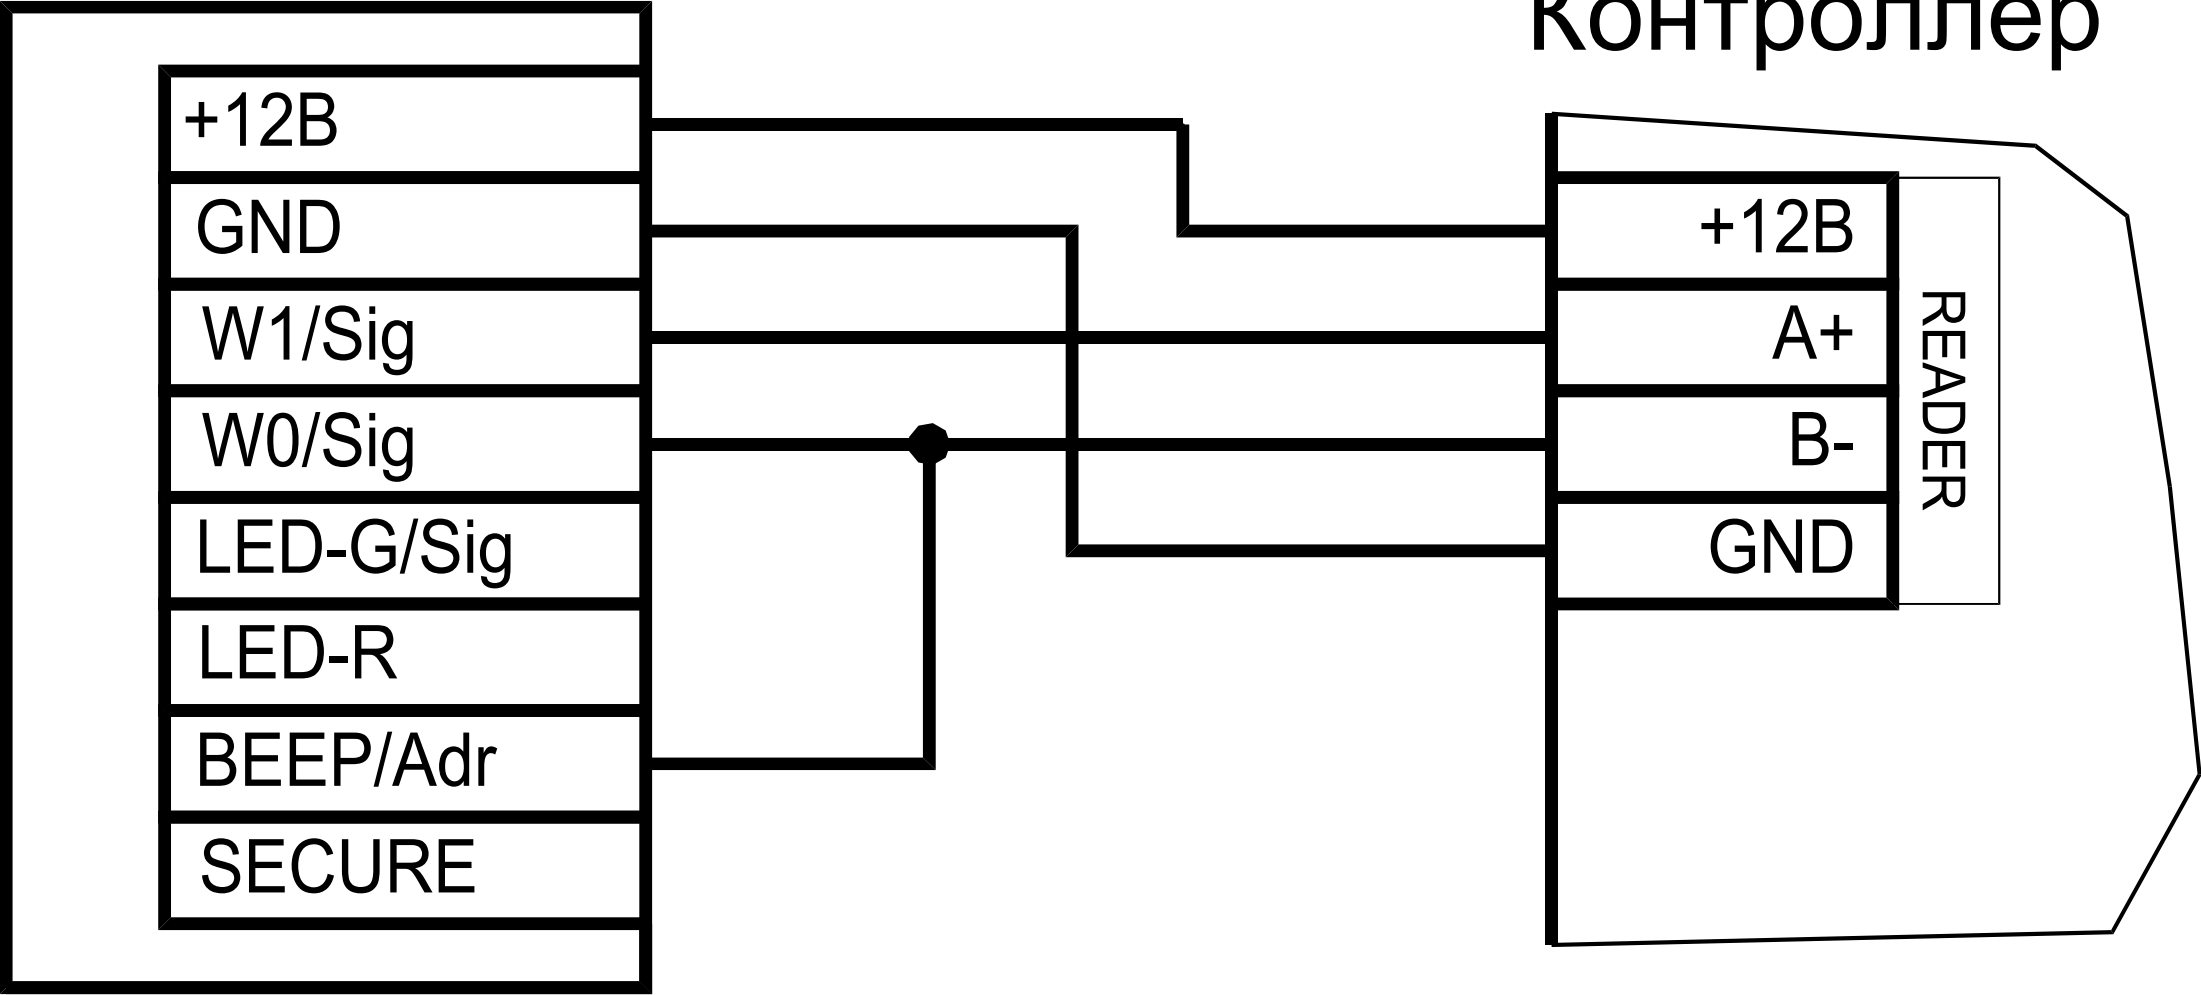 Контроллер
+12В
GND
W1/Sig
W0/Sig
LED-G/Sig
LED-R
BEEP/Adr
SECURE
+12В
A+
B-
GND
READER